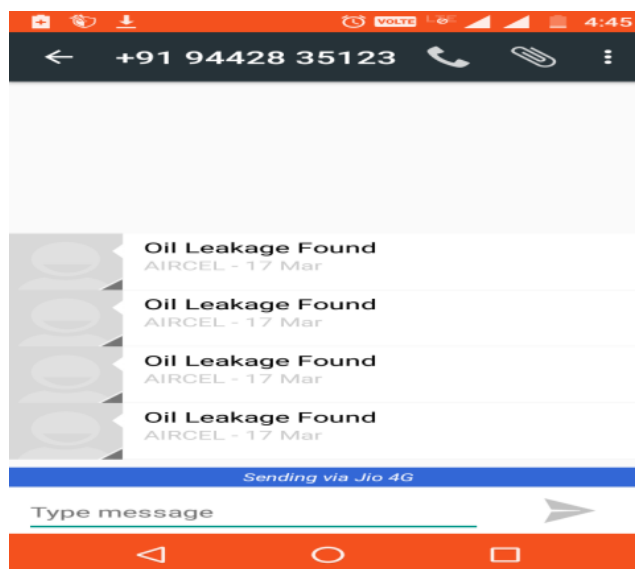 VOLTE 4:45
+91 94428 35123
Oil Leakage Found
AIRCEL - 17 Mar
Oil Leakage Found
AIRCEL - 17 Mar
Oil Leakage Found
AIRCEL - 17 Mar
Oil Leakage Found
AIRCEL - 17 Mar
Sending via Jio 4G
Type message